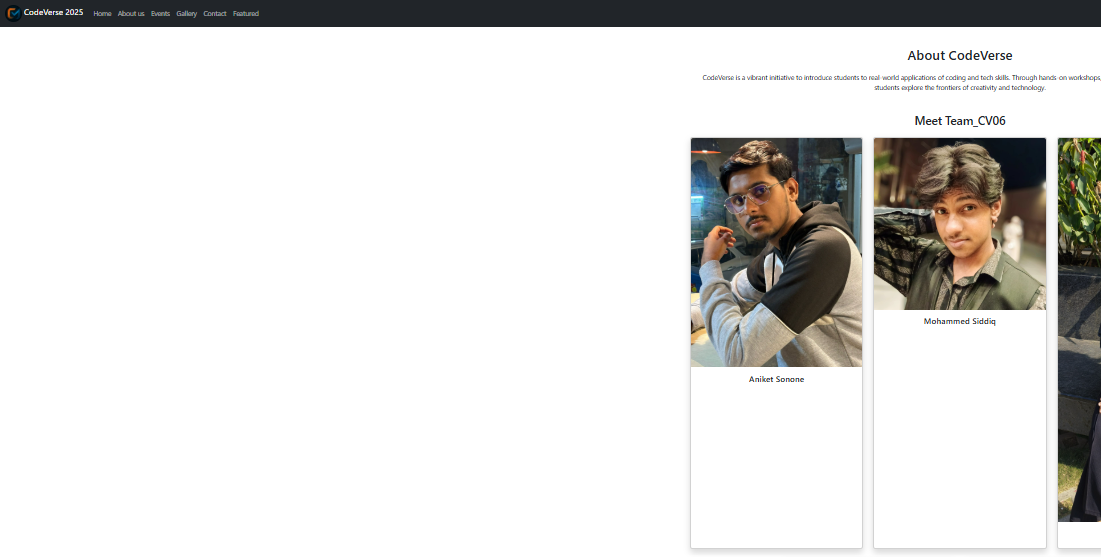 CodeVerse 2025 Home About us Events Gallery Contact Featured
About CodeVerse
CodeVerse is a vibrant initiative to introduce students to real-world applications of coding and tech skills. Through hands-on workshops,
students explore the frontiers of creativity and technology.
Meet Team_CV06
Aniket Sonone
Mohammed Siddiq